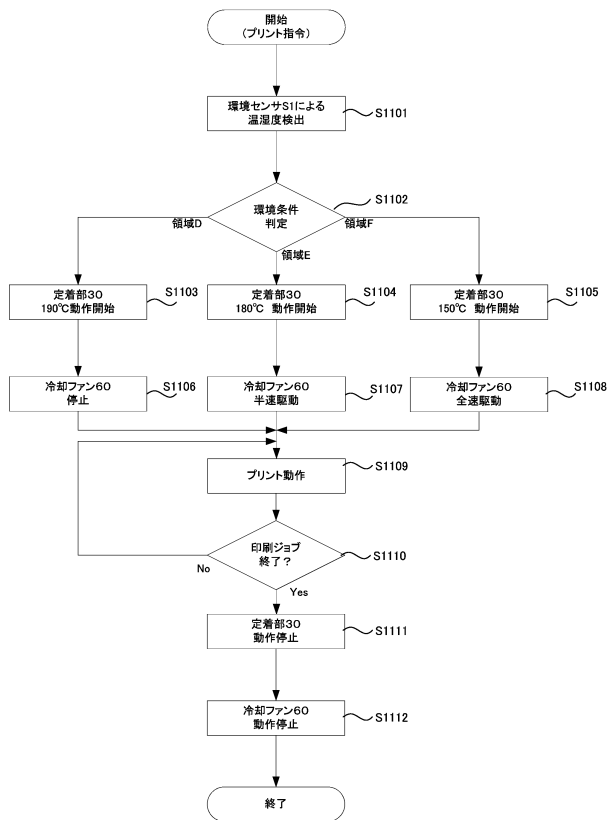 開始
(プリント指令)
環境センサS1による
温湿度検出
S1101
環境条件
判定
S1102
領域D
領域E
領域F
定着部30
190℃動作開始
S1103
定着部30
180℃ 動作開始
S1104
定着部30
150℃ 動作開始
S1105
冷却ファン60
停止
S1106
冷却ファン60
半速駆動
S1107
冷却ファン60
全速駆動
S1108
プリント動作
S1109
印刷ジョブ
終了？
S1110
No
Yes
定着部30
動作停止
S1111
冷却ファン60
動作停止
S1112
終了